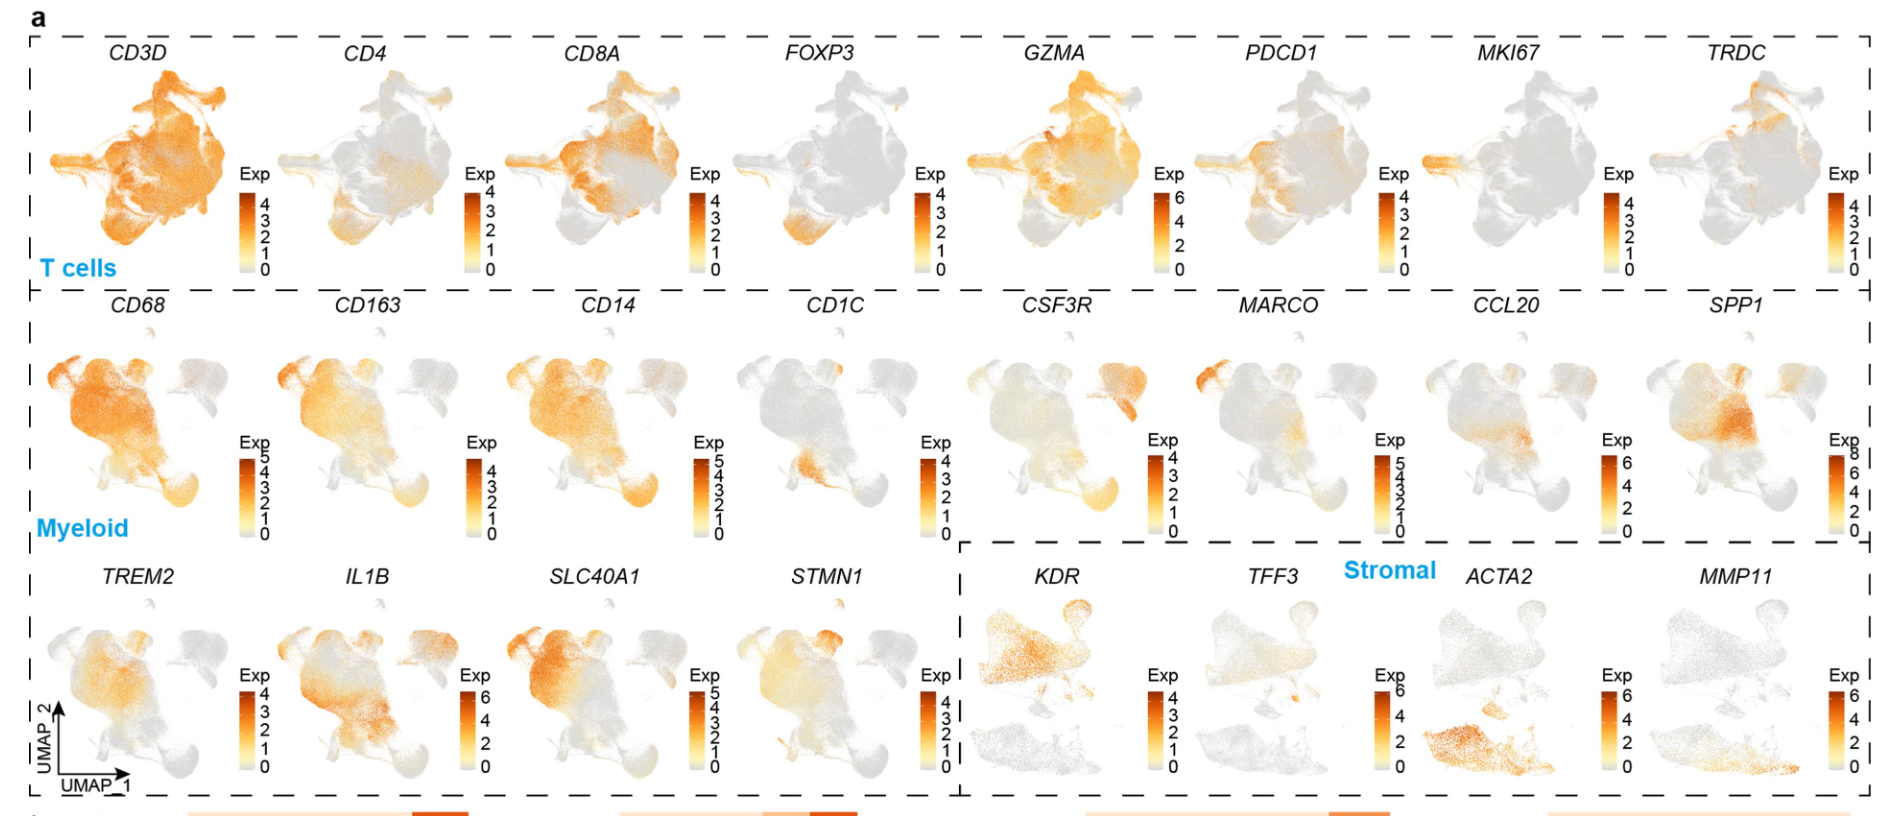 a
CD3D CD4 CD8A FOXP3 GZMA PDCD1 MKI67 TRDC
Exp 4 3 2 1 0
Exp 4 3 2 1 0
Exp 4 3 2 1 0
Exp 4 3 2 1 0
Exp 6 4 2 0
Exp 4 3 2 1 0
Exp 4 3 2 1 0
Exp 4 3 2 1 0
T cells
CD68 CD163 CD14 CD1C CSF3R MARCO CCL20 SPP1
Exp 5 4 3 2 1 0
Exp 4 3 2 1 0
Exp 5 4 3 2 1 0
Exp 4 3 2 1 0
Exp 4 3 2 1 0
Exp 5 4 3 2 1 0
Exp 6 4 2 0
Exp 8 6 4 2 0
Myeloid
TREM2 IL1B SLC40A1 STMN1
Exp 4 3 2 1 0
Exp 6 4 2 0
Exp 5 4 3 2 1 0
Exp 4 3 2 1 0
UMAP_2
UMAP_1
Stromal
KDR TFF3 ACTA2 MMP11
Exp 4 3 2 1 0
Exp 6 4 2 0
Exp 6 4 2 0
Exp 6 4 2 0